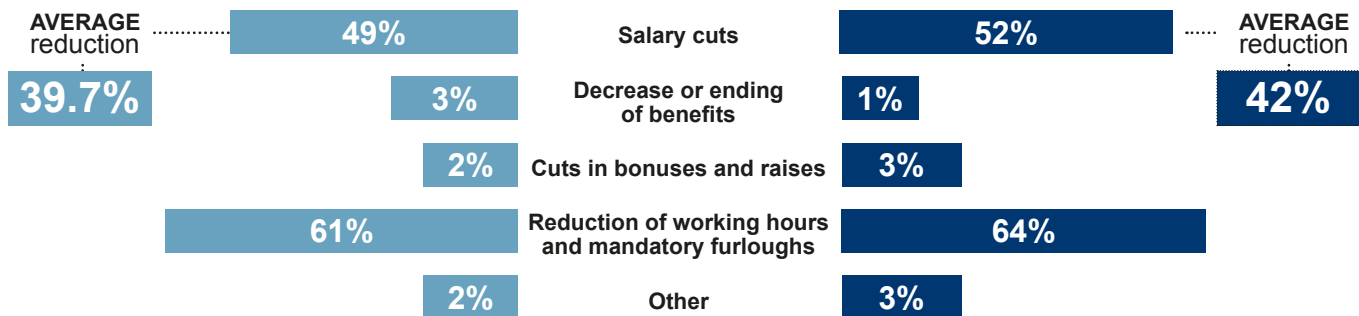 AVERAGE
reduction
39.7%
49%
Salary cuts
52%
AVERAGE
reduction
42%
3%
Decrease or ending
of benefits
1%
2%
Cuts in bonuses and raises
3%
61%
Reduction of working hours
and mandatory furloughs
64%
2%
Other
3%